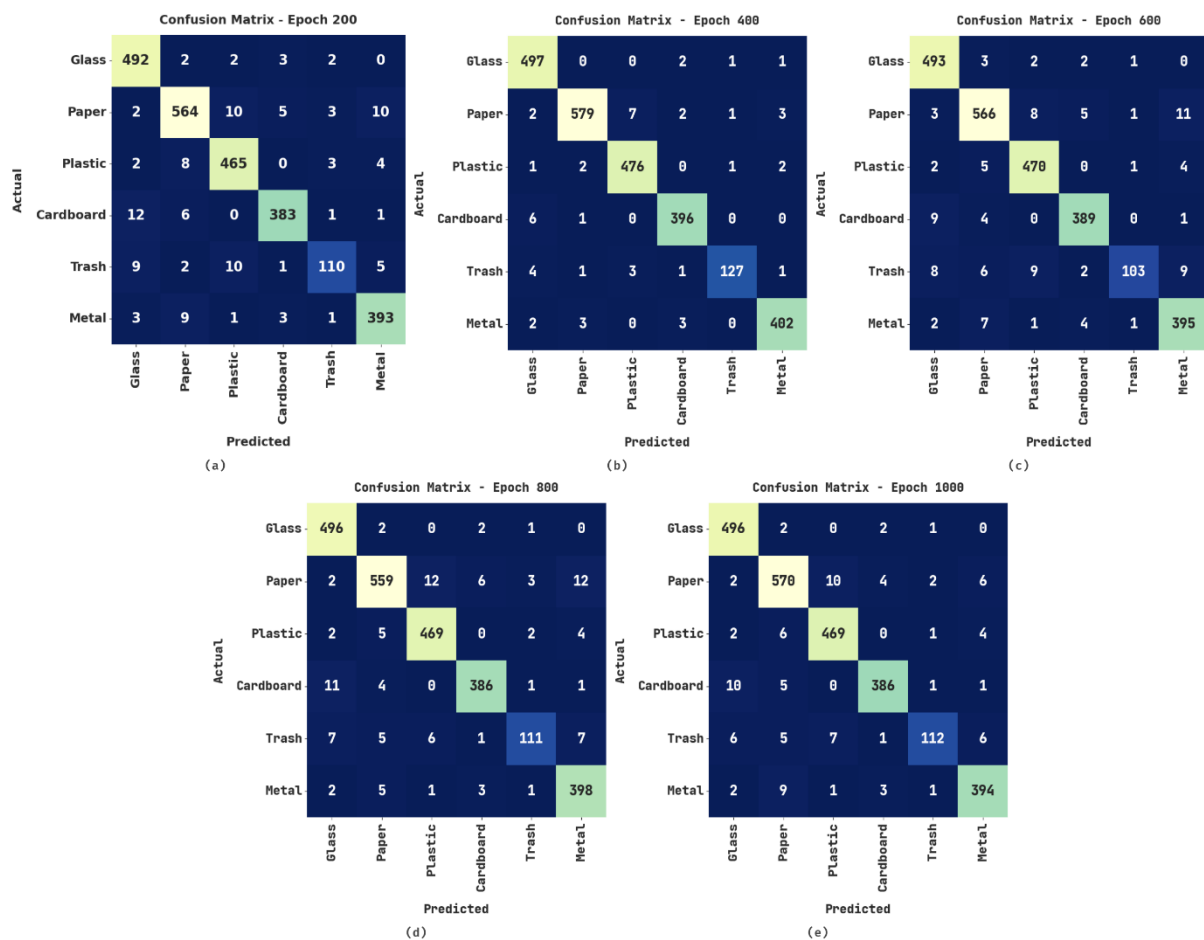 Confusion Matrix - Epoch 200
Glass 492 2 2 3 2 0
Paper 2 564 10 5 3 10
Plastic 2 8 465 0 3 4
Cardboard 12 6 0 383 1 1
Trash 9 2 10 1 110 5
Metal 3 9 1 3 1 393
Actual
Glass Paper Plastic Cardboard Trash Metal
Predicted
(a)
Confusion Matrix - Epoch 400
Glass 497 0 0 2 1 1
Paper 2 579 7 2 1 3
Plastic 1 2 476 0 1 2
Cardboard 6 1 0 396 0 0
Trash 4 1 3 1 127 1
Metal 2 3 0 3 0 402
Actual
Glass Paper Plastic Cardboard Trash Metal
Predicted
(b)
Confusion Matrix - Epoch 600
Glass 493 3 2 2 1 0
Paper 3 566 8 5 1 11
Plastic 2 5 470 0 1 4
Cardboard 9 4 0 389 0 1
Trash 8 6 9 2 103 9
Metal 2 7 1 4 1 395
Actual
Glass Paper Plastic Cardboard Trash Metal
Predicted
(c)
Confusion Matrix - Epoch 800
Glass 496 2 0 2 1 0
Paper 2 559 12 6 3 12
Plastic 2 5 469 0 2 4
Cardboard 11 4 0 386 1 1
Trash 7 5 6 1 111 7
Metal 2 5 1 3 1 398
Actual
Glass Paper Plastic Cardboard Trash Metal
Predicted
(d)
Confusion Matrix - Epoch 1000
Glass 496 2 0 2 1 0
Paper 2 570 10 4 2 6
Plastic 2 6 469 0 1 4
Cardboard 10 5 0 386 1 1
Trash 6 5 7 1 112 6
Metal 2 9 1 3 1 394
Actual
Glass Paper Plastic Cardboard Trash Metal
Predicted
(e)